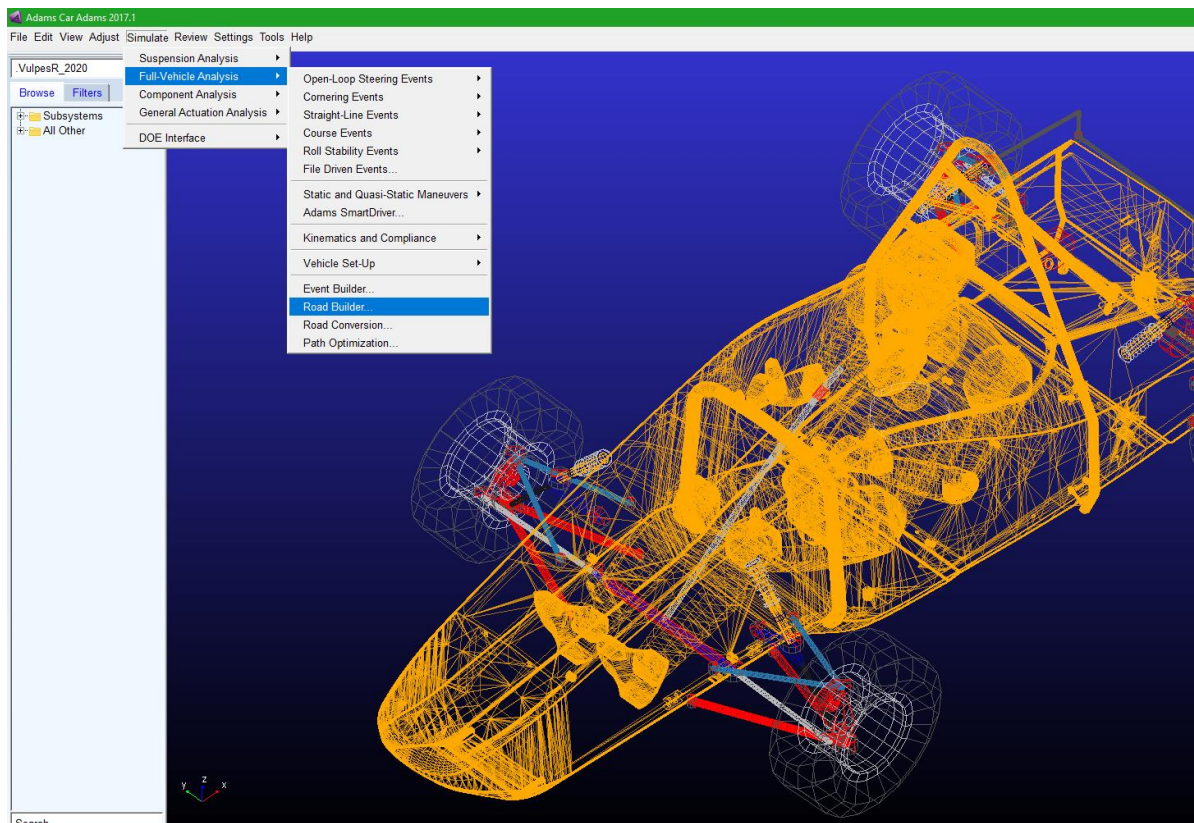 Adams Car Adams 2017.1
File Edit View Adjust Simulate Review Settings Tools Help
.VulpesR_2020
Browse Filters
Subsystems
All Other
Suspension Analysis
Full-Vehicle Analysis
Component Analysis
General Actuation Analysis
DOE Interface
Open-Loop Steering Events
Cornering Events
Straight-Line Events
Course Events
Roll Stability Events
File Driven Events...
Static and Quasi-Static Maneuvers
Adams SmartDriver...
Kinematics and Compliance
Vehicle Set-Up
Event Builder...
Road Builder...
Road Conversion...
Path Optimization...
y z x
Search